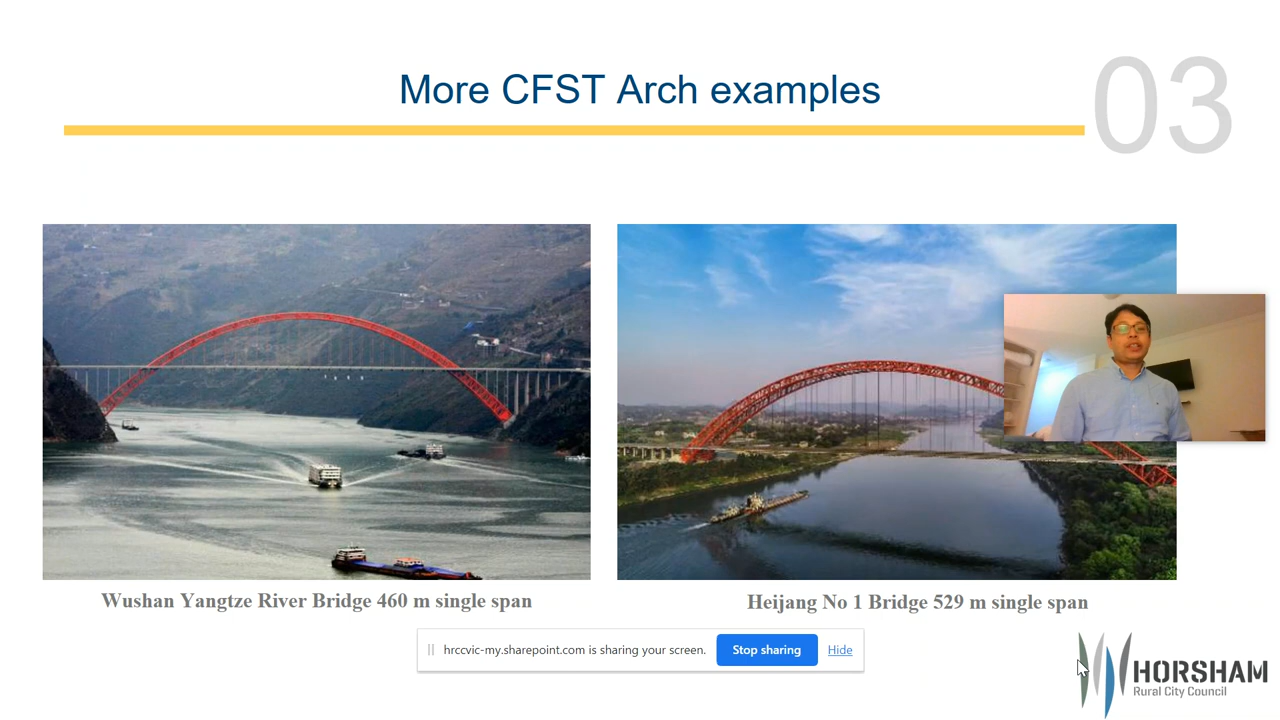 More CFST Arch examples
03
Wushan Yangtze River Bridge 460 m single span
Heijang No 1 Bridge 529 m single span
hrccvic-my.sharepoint.com is sharing your screen.
Stop sharing
Hide
HORSHAM
Rural City Council